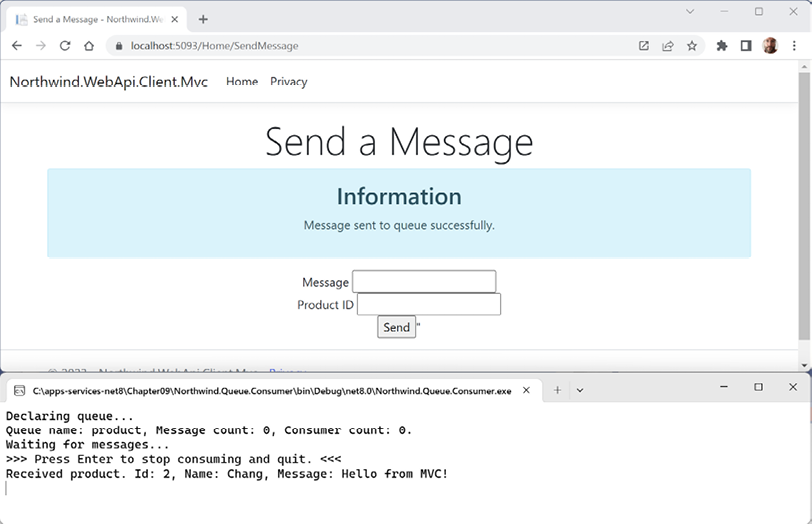 Send a Message - Northwind.We
localhost:5093/Home/SendMessage
Northwind.WebApi.Client.Mvc Home Privacy
Send a Message
Information
Message sent to queue successfully.
Message
Product ID
Send"
Northwind.WebApi.Client.Mvc - Privacy
C:\apps-services-net8\Chapter09\Northwind.Queue.Consumer\bin\Debug\net8.0\Northwind.Queue.Consumer.exe
Declaring queue...
Queue name: product, Message count: 0, Consumer count: 0.
Waiting for messages...
>>> Press Enter to stop consuming and quit. <<<
Received product. Id: 2, Name: Chang, Message: Hello from MVC!